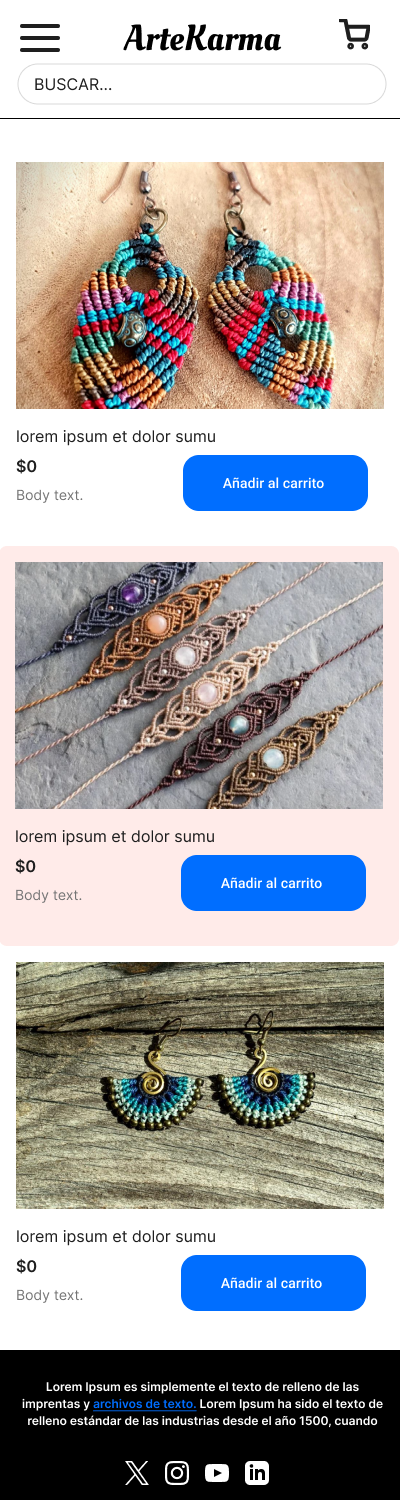 ArteKarma
BUSCAR...
lorem ipsum et dolor sumu
$0
Body text.
Añadir al carrito
lorem ipsum et dolor sumu
$0
Body text.
Añadir al carrito
lorem ipsum et dolor sumu
$0
Body text.
Añadir al carrito
Lorem Ipsum es simplemente el texto de relleno de las
imprentas y archivos de texto. Lorem Ipsum ha sido el texto de
relleno estándar de las industrias desde el año 1500, cuando